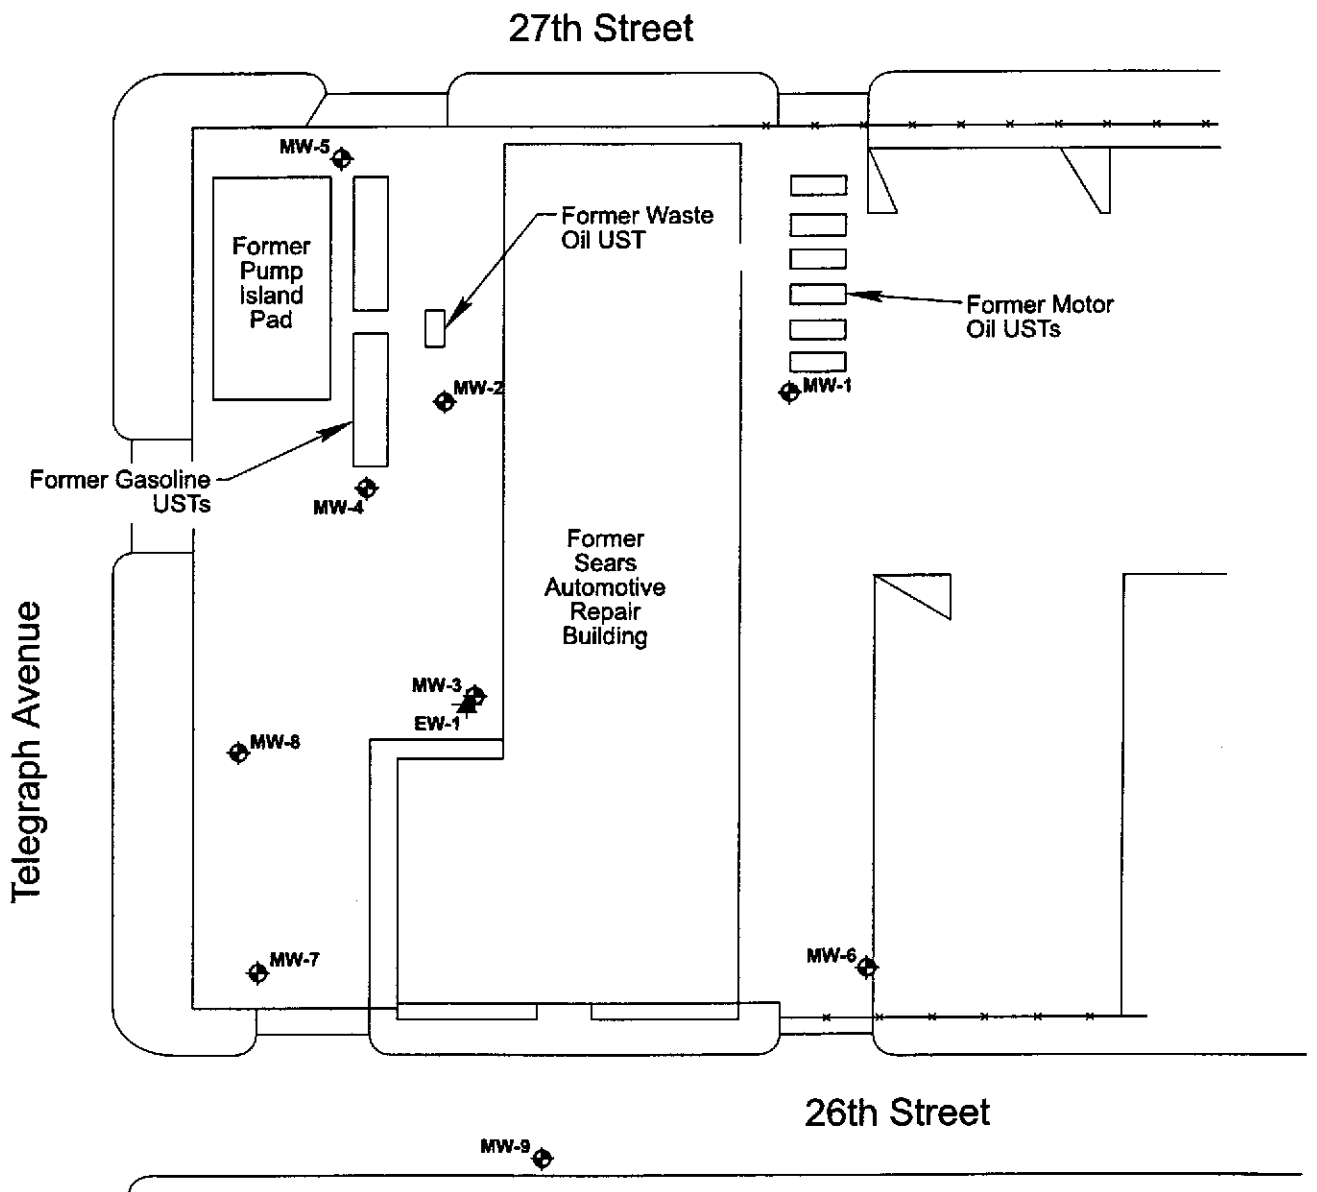 27th Street
MW-5
Former Waste
Oil UST
Former
Pump
Island
Pad
Former Motor
Oil USTs
MW-2
MW-1
Former Gasoline
USTs
MW-4
Former
Sears
Automotive
Repair
Building
Telegraph Avenue
MW-3
EW-1
MW-8
MW-6
MW-7
26th Street
MW-9